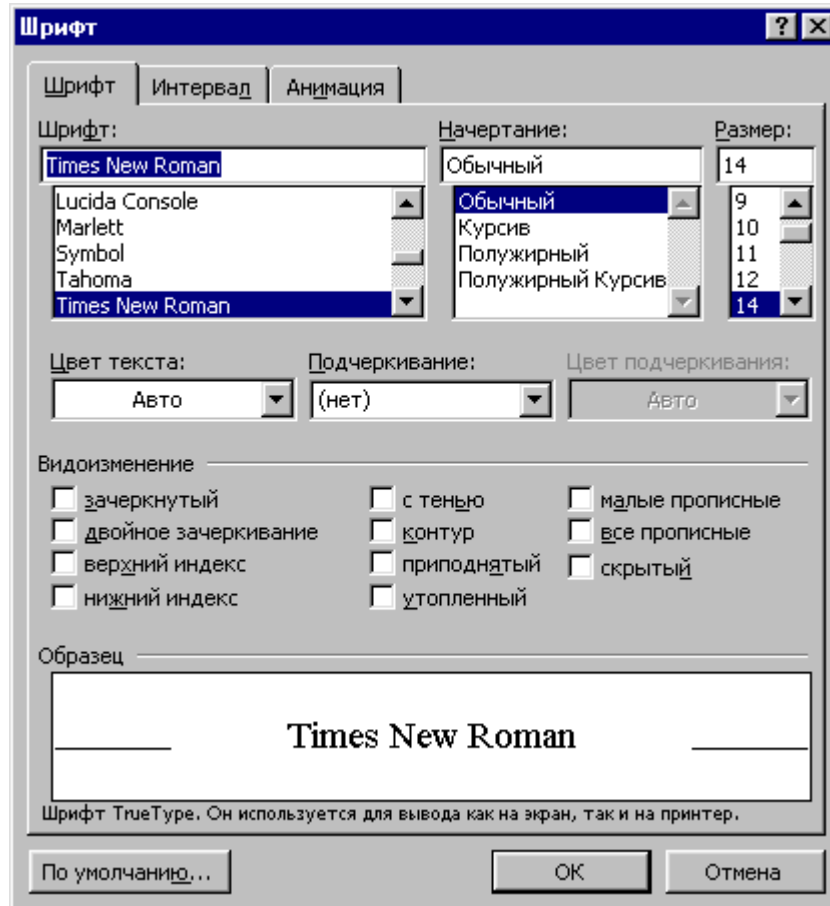 Шрифт
Шрифт Интервал Анимация
Шрифт: Начертание: Размер:
Times New Roman Обычный 14
Lucida Console Обычный 9
Marlett Курсив 10
Symbol Полужирный 11
Tahoma Полужирный Курсив 12
Times New Roman 14
Цвет текста: Подчеркивание: Цвет подчеркивания:
Авто (нет) Авто
Видоизменение
зачеркнутый с тенью малые прописные
двойное зачеркивание контур все прописные
верхний индекс приподнятый скрытый
нижний индекс утопленный
Образец
Times New Roman
Шрифт TrueType. Он используется для вывода как на экран, так и на принтер.
По умолчанию... ОК Отмена